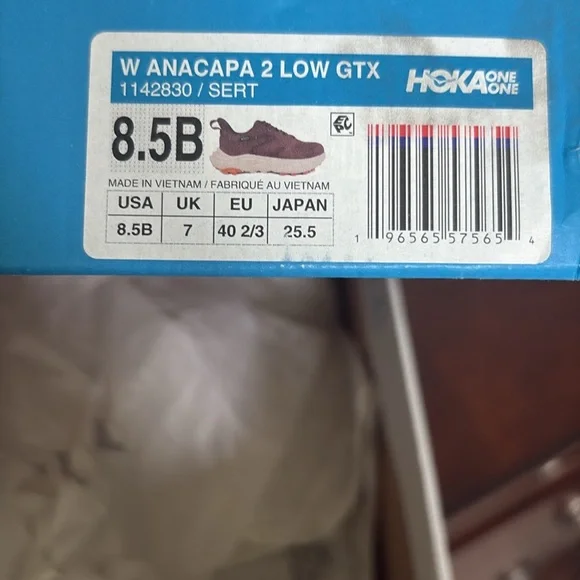 W ANACAPA 2 LOW GTX
1142830 / SERT
HOKA ONE ONE
8.5B
MADE IN VIETNAM / FABRIQUÉ AU VIETNAM
USA UK EU JAPAN
8.5B 7 40 2/3 25.5
1 96565 57565 4